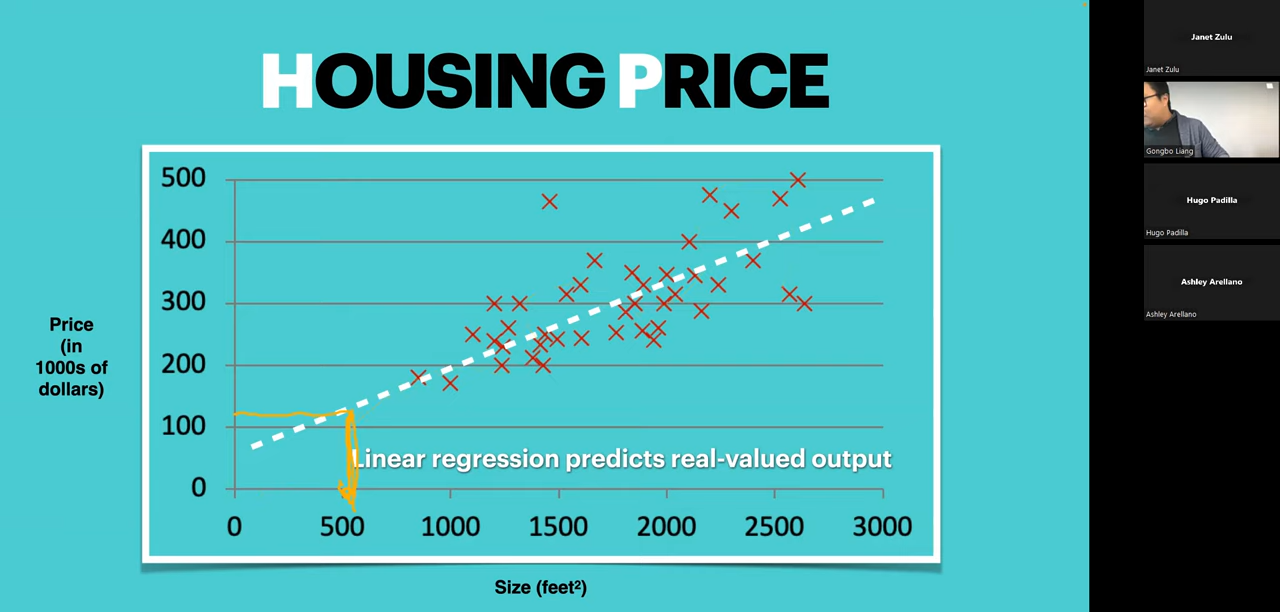 HOUSING PRICE
500
400
300
200
100
0
Price
(in
1000s of
dollars)
Linear regression predicts real-valued output
0 500 1000 1500 2000 2500 3000
Size (feet²)
Janet Zulu
Janet Zulu
Gongbo Liang
Hugo Padilla
Hugo Padilla
Ashley Arellano
Ashley Arellano